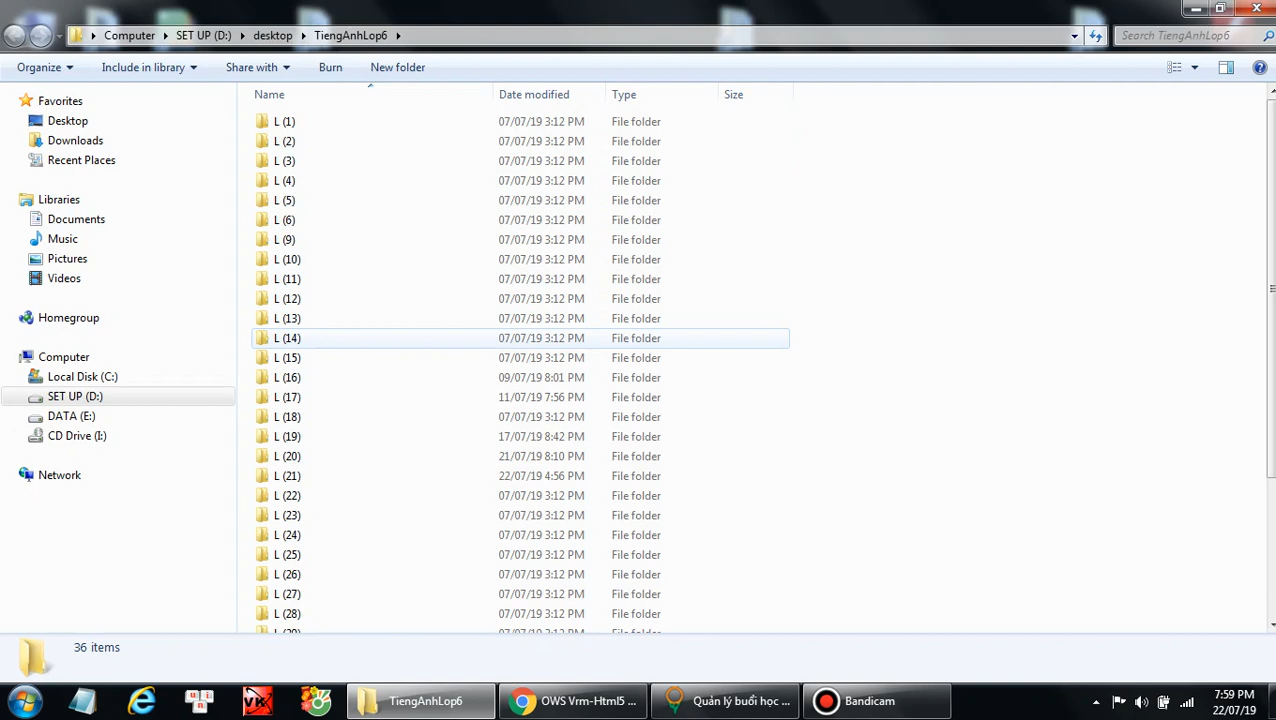 Computer SET UP (D:) desktop TiengAnhLop6 Search TiengAnhLop6
Organize Include in library Share with Burn New folder
Name Date modified Type Size
Favorites
Desktop
Downloads
Recent Places
Libraries
Documents
Music
Pictures
Videos
Homegroup
Computer
Local Disk (C:)
SET UP (D:)
DATA (E:)
CD Drive (I:)
Network
L (1) 07/07/19 3:12 PM File folder
L (2) 07/07/19 3:12 PM File folder
L (3) 07/07/19 3:12 PM File folder
L (4) 07/07/19 3:12 PM File folder
L (5) 07/07/19 3:12 PM File folder
L (6) 07/07/19 3:12 PM File folder
L (9) 07/07/19 3:12 PM File folder
L (10) 07/07/19 3:12 PM File folder
L (11) 07/07/19 3:12 PM File folder
L (12) 07/07/19 3:12 PM File folder
L (13) 07/07/19 3:12 PM File folder
L (14) 07/07/19 3:12 PM File folder
L (15) 07/07/19 3:12 PM File folder
L (16) 09/07/19 8:01 PM File folder
L (17) 11/07/19 7:56 PM File folder
L (18) 07/07/19 3:12 PM File folder
L (19) 17/07/19 8:42 PM File folder
L (20) 21/07/19 8:10 PM File folder
L (21) 22/07/19 4:56 PM File folder
L (22) 07/07/19 3:12 PM File folder
L (23) 07/07/19 3:12 PM File folder
L (24) 07/07/19 3:12 PM File folder
L (25) 07/07/19 3:12 PM File folder
L (26) 07/07/19 3:12 PM File folder
L (27) 07/07/19 3:12 PM File folder
L (28) 07/07/19 3:12 PM File folder
36 items
TiengAnhLop6 OWS Vrm-Html5 ... Quản lý buổi học ... Bandicam
7:59 PM
22/07/19